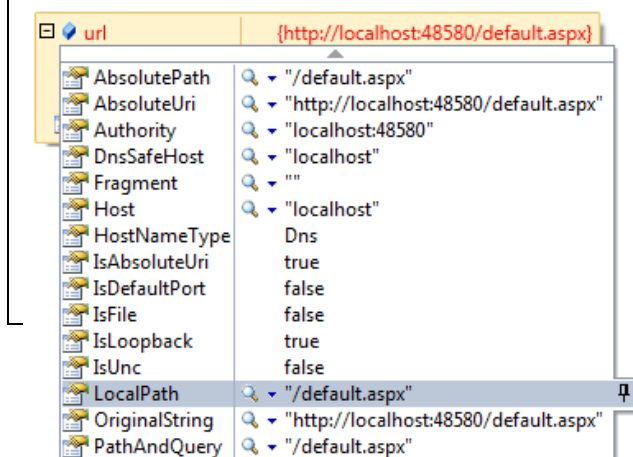 url {http://localhost:48580/default.aspx}
AbsolutePath "/default.aspx"
AbsoluteUri "http://localhost:48580/default.aspx"
Authority "localhost:48580"
DnsSafeHost "localhost"
Fragment ""
Host "localhost"
HostNameType Dns
IsAbsoluteUri true
IsDefaultPort false
IsFile false
IsLoopback true
IsUnc false
LocalPath "/default.aspx"
OriginalString "http://localhost:48580/default.aspx"
PathAndQuery "/default.aspx"